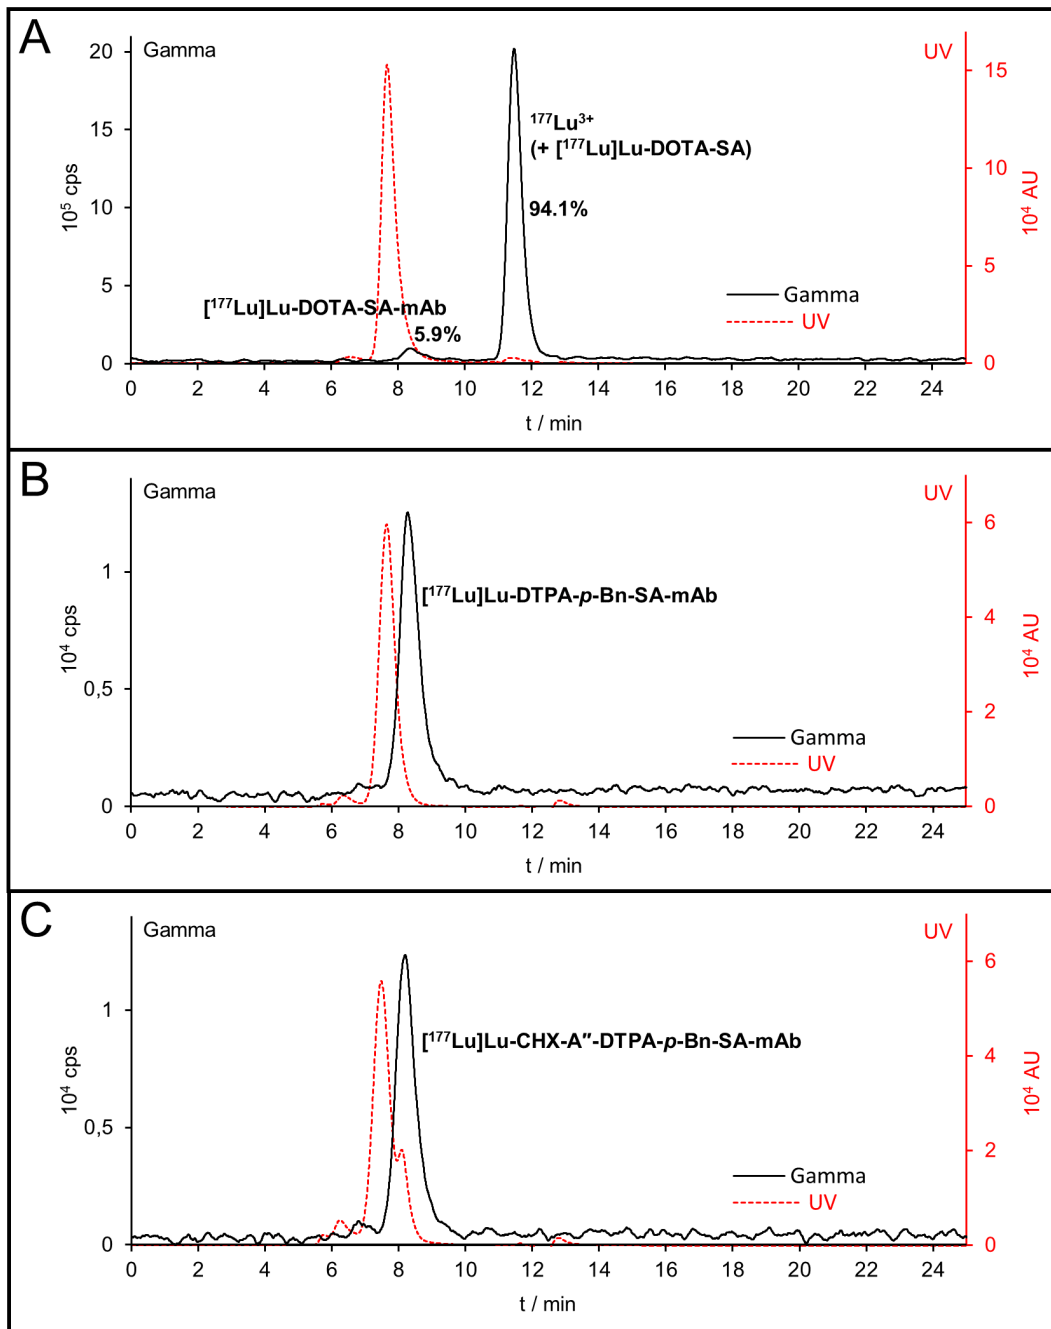 A
Gamma
UV
20
15
10
5
0
10⁵ cps
15
10
5
0
10⁴ AU
¹⁷⁷Lu³⁺
(+ [¹⁷⁷Lu]Lu-DOTA-SA)
94.1%
[¹⁷⁷Lu]Lu-DOTA-SA-mAb
5.9%
Gamma
UV
0 2 4 6 8 10 12 14 16 18 20 22 24
t / min
B
Gamma
UV
1
0,5
0
10⁴ cps
6
4
2
0
10⁴ AU
[¹⁷⁷Lu]Lu-DTPA-p-Bn-SA-mAb
Gamma
UV
0 2 4 6 8 10 12 14 16 18 20 22 24
t / min
C
Gamma
UV
1
0,5
0
10⁴ cps
6
4
2
0
10⁴ AU
[¹⁷⁷Lu]Lu-CHX-A″-DTPA-p-Bn-SA-mAb
Gamma
UV
0 2 4 6 8 10 12 14 16 18 20 22 24
t / min